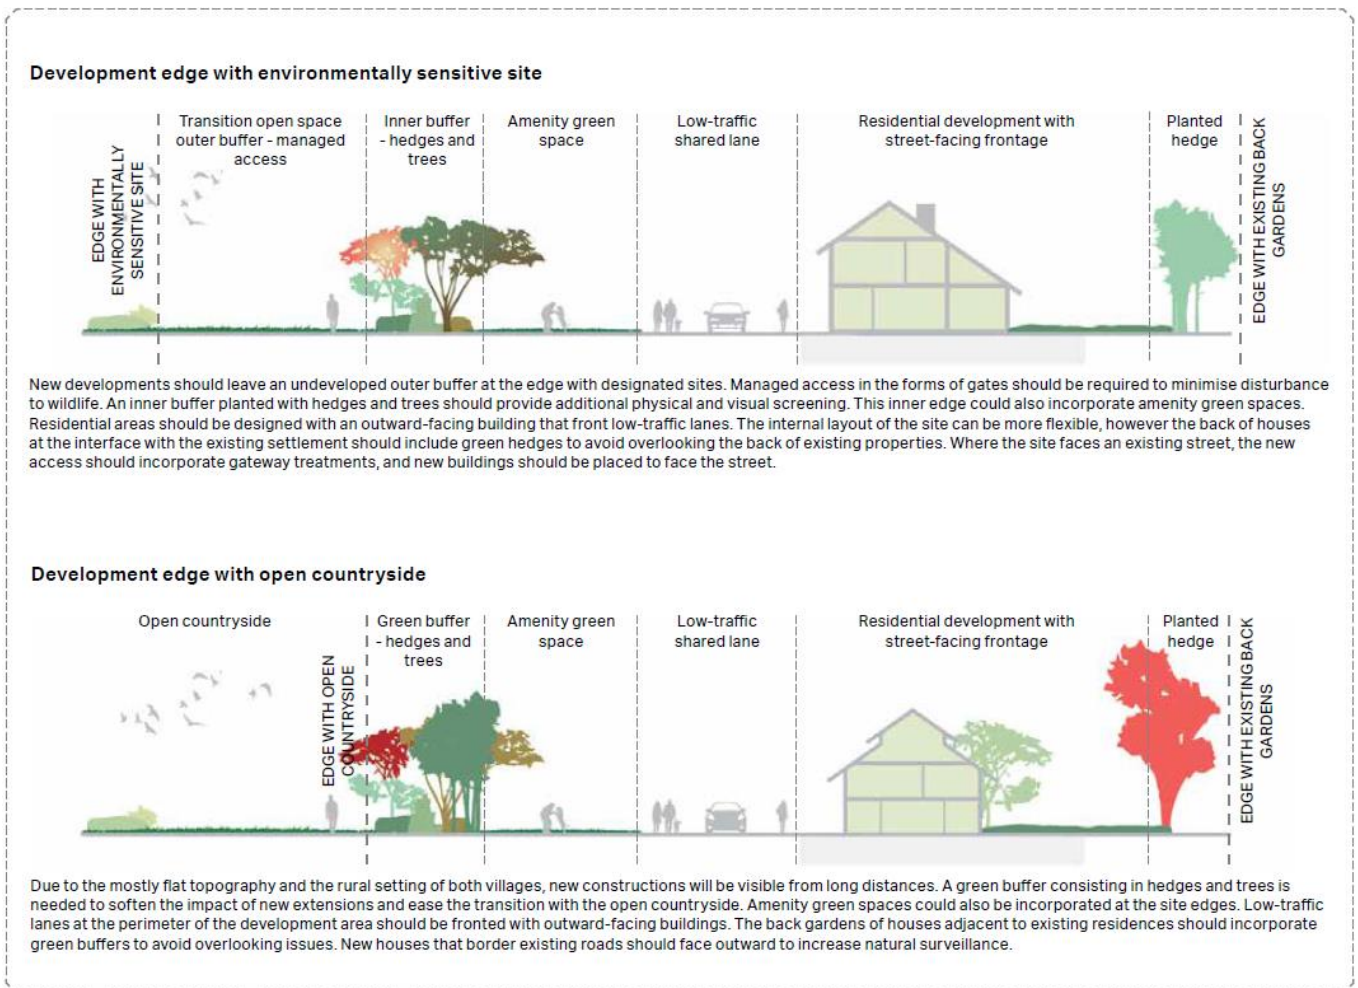 Development edge with environmentally sensitive site
Transition open space
outer buffer - managed
access
Inner buffer
- hedges and
trees
Amenity green
space
Low-traffic
shared lane
Residential development with
street-facing frontage
Planted
hedge
EDGE WITH
ENVIRONMENTALLY
SENSITIVE SITE
EDGE WITH EXISTING BACK
GARDENS
New developments should leave an undeveloped outer buffer at the edge with designated sites. Managed access in the forms of gates should be required to minimise disturbance
to wildlife. An inner buffer planted with hedges and trees should provide additional physical and visual screening. This inner edge could also incorporate amenity green spaces.
Residential areas should be designed with an outward-facing building that front low-traffic lanes. The internal layout of the site can be more flexible, however the back of houses
at the interface with the existing settlement should include green hedges to avoid overlooking the back of existing properties. Where the site faces an existing street, the new
access should incorporate gateway treatments, and new buildings should be placed to face the street.
Development edge with open countryside
Open countryside
Green buffer
- hedges and
trees
Amenity green
space
Low-traffic
shared lane
Residential development with
street-facing frontage
Planted
hedge
EDGE WITH OPEN
COUNTRYSIDE
EDGE WITH EXISTING BACK
GARDENS
Due to the mostly flat topography and the rural setting of both villages, new constructions will be visible from long distances. A green buffer consisting in hedges and trees is
needed to soften the impact of new extensions and ease the transition with the open countryside. Amenity green spaces could also be incorporated at the site edges. Low-traffic
lanes at the perimeter of the development area should be fronted with outward-facing buildings. The back gardens of houses adjacent to existing residences should incorporate
green buffers to avoid overlooking issues. New houses that border existing roads should face outward to increase natural surveillance.